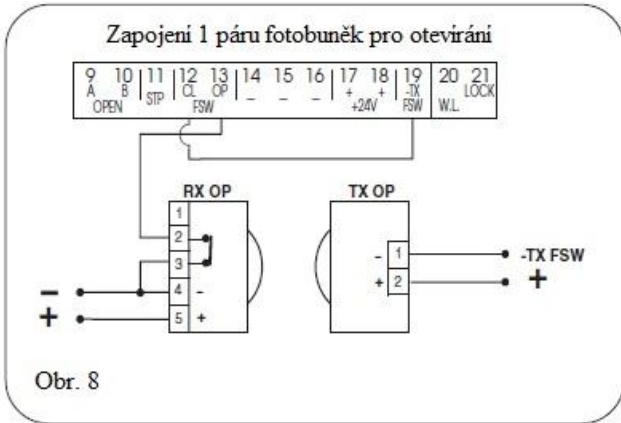 Zapojení 1 páru fotobuněk pro otevírání
9 10 11 12 13 14 15 16 17 18 19 20 21
A B STP CL OP – – – + + -TX W.L. LOCK
OPEN FSW +24V FSW
RX OP TX OP
1
2
3
4 -
5 +
- 1 -TX FSW
+ 2 +
-
+
Obr. 8